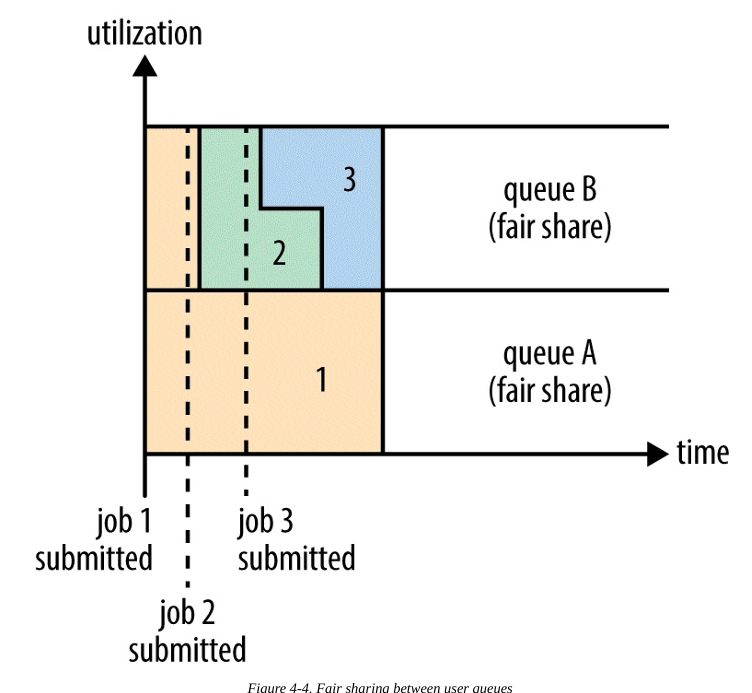 utilization
3
queue B
(fair share)
2
queue A
(fair share)
1
time
job 1
submitted
job 3
submitted
job 2
submitted
Figure 4-4. Fair sharing between user queues